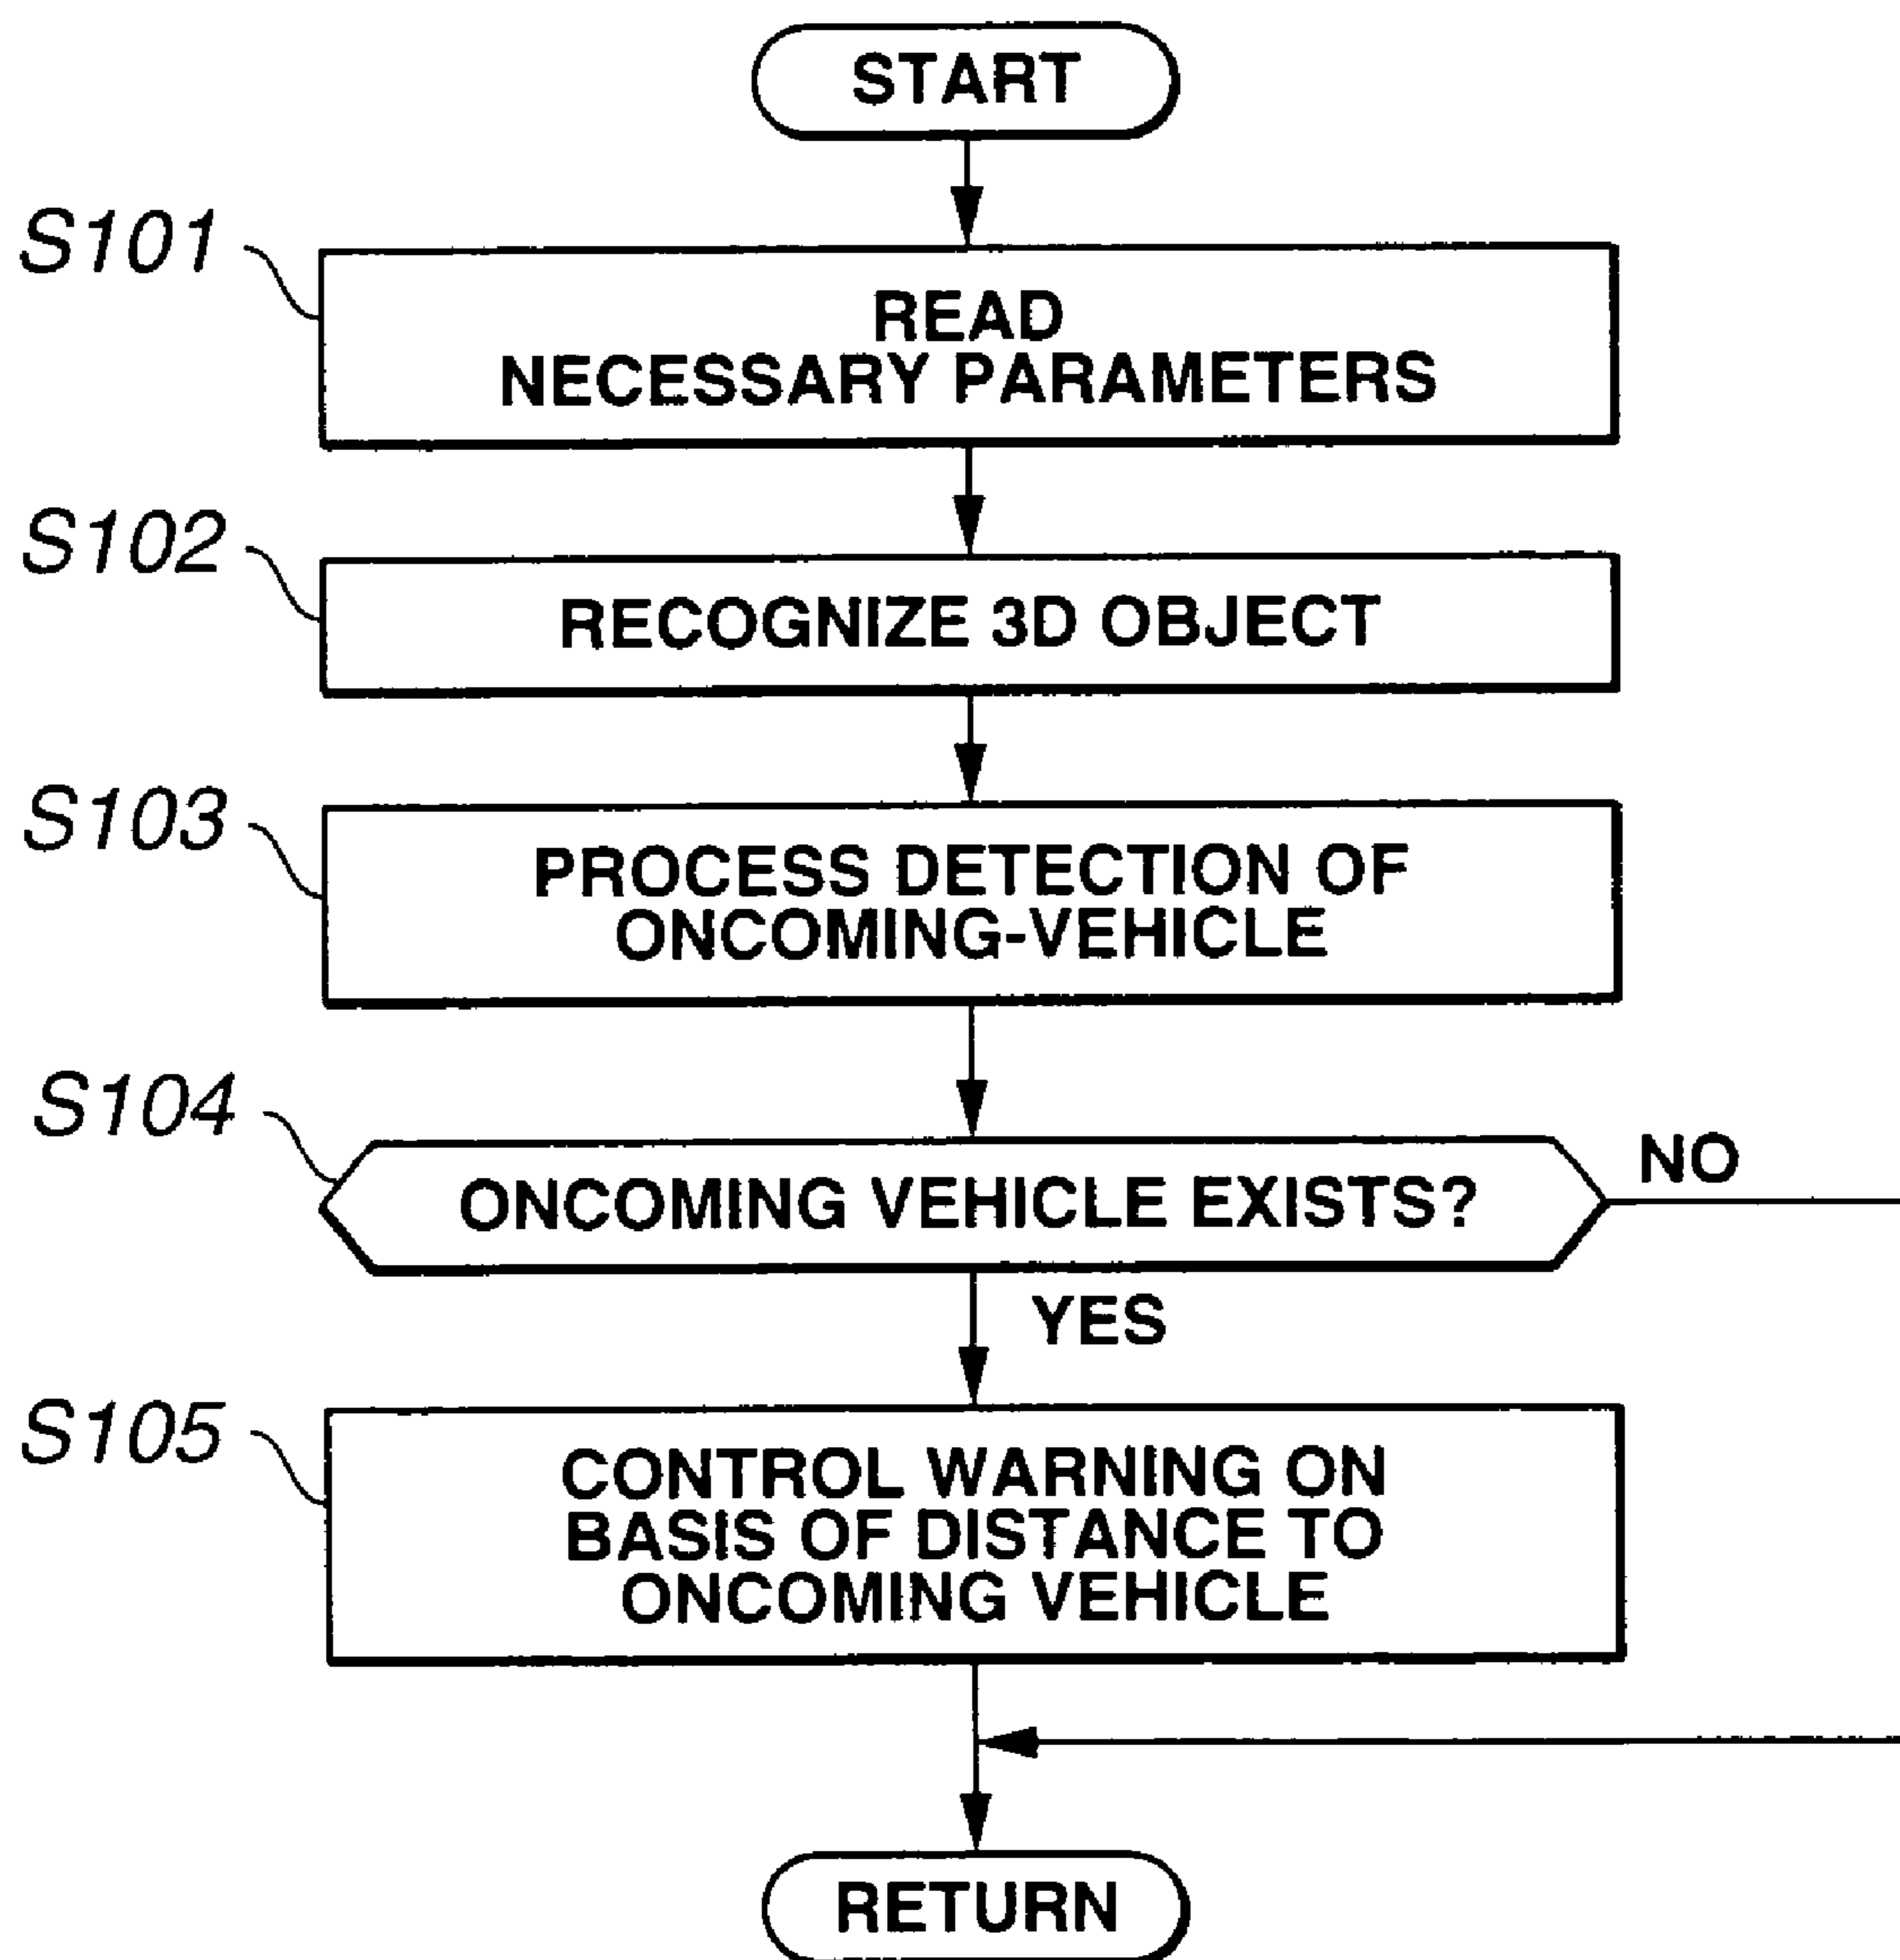 START
S101
READ
NECESSARY PARAMETERS
S102
RECOGNIZE 3D OBJECT
S103
PROCESS DETECTION OF
ONCOMING-VEHICLE
S104
ONCOMING VEHICLE EXISTS?
NO
YES
S105
CONTROL WARNING ON
BASIS OF DISTANCE TO
ONCOMING VEHICLE
RETURN